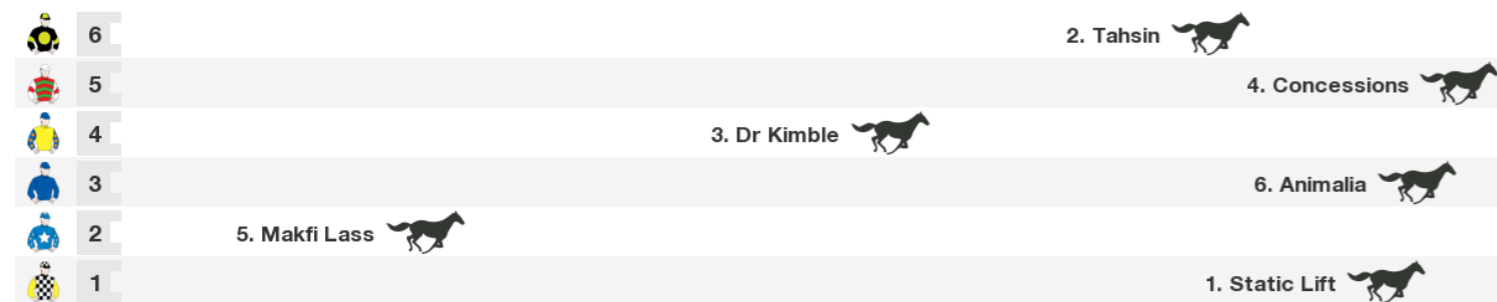 6 2. Tahsin
5 4. Concessions
4 3. Dr Kimble
3 6. Animalia
2 5. Makfi Lass
1 1. Static Lift